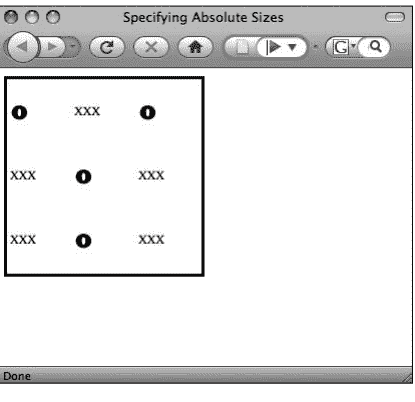 Specifying Absolute Sizes
G
o xxx o
xxx o xxx
xxx o xxx
Done